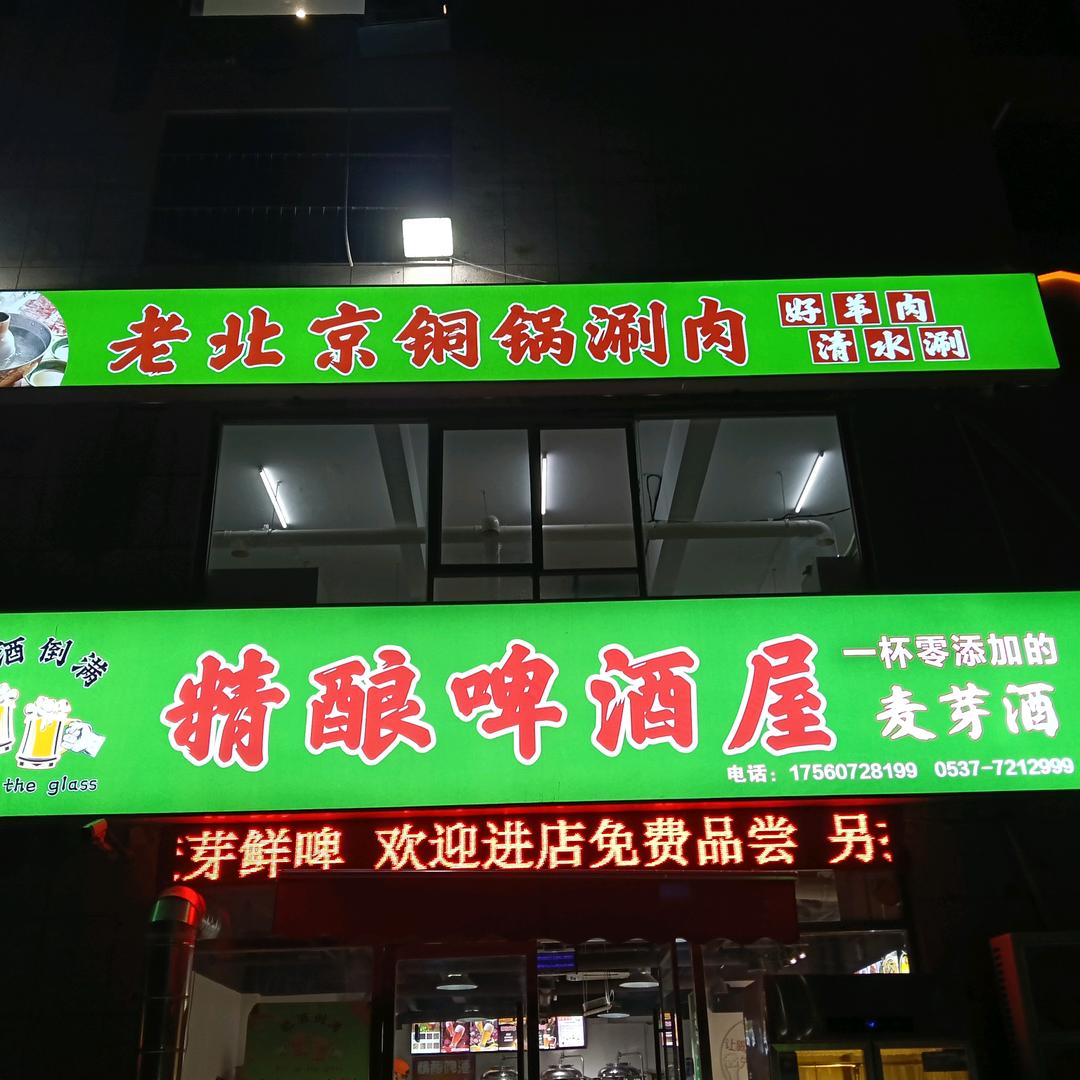 老北京铜锅涮肉
好羊肉
清水涮
酒倒满
the glass
精酿啤酒屋
一杯零添加的
麦芽酒
电话：17560728199 0537-7212999
芽鲜啤 欢迎进店免费品尝 另